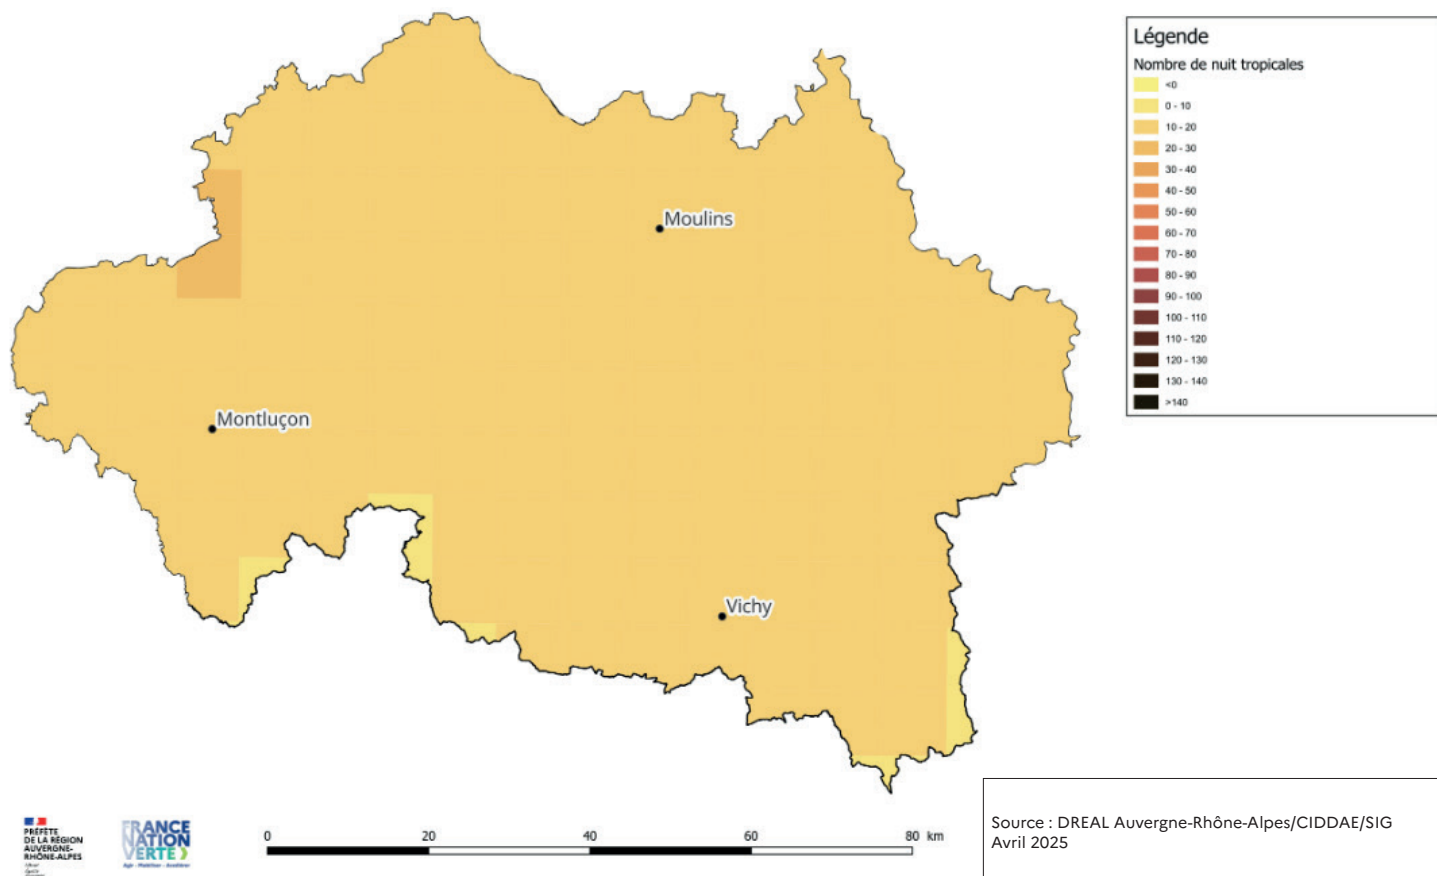 Légende
Nombre de nuit tropicales
<0
0 - 10
10 - 20
20 - 30
30 - 40
40 - 50
50 - 60
60 - 70
70 - 80
80 - 90
90 - 100
100 - 110
110 - 120
120 - 130
130 - 140
>140
Moulins
Montluçon
Vichy
PRÉFÈTE
DE LA RÉGION
AUVERGNE-
RHÔNE-ALPES
FRANCE
NATION
VERTE
0 20 40 60 80 km
Source : DREAL Auvergne-Rhône-Alpes/CIDDAE/SIG
Avril 2025